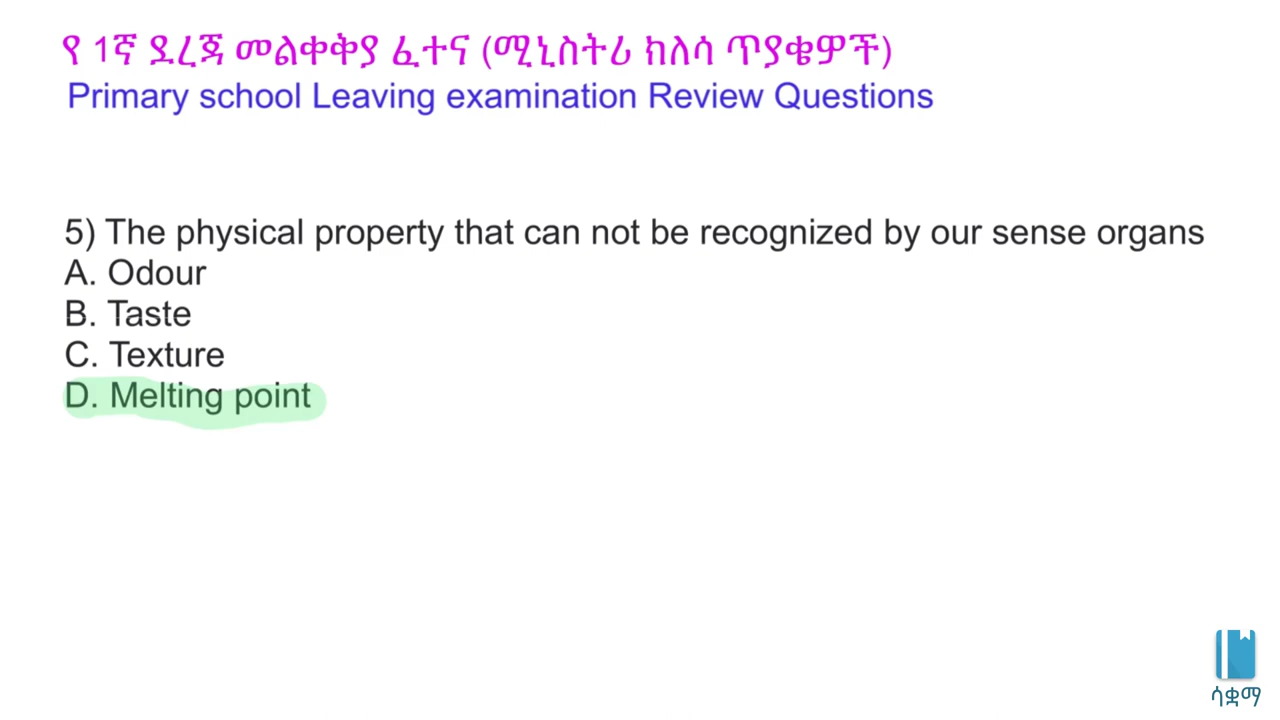 የ 1ኛ ደረጃ መልቀቅያ ፈተና (ሚኒስትሪ ክለሳ ጥያቄዎች)
Primary school Leaving examination Review Questions
5) The physical property that can not be recognized by our sense organs
A. Odour
B. Taste
C. Texture
D. Melting point
ሳቋማ